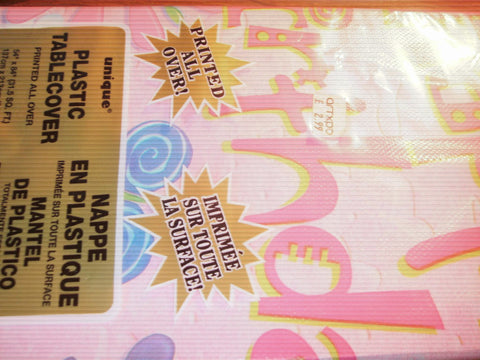 unique®
PLASTIC
TABLECOVER
PRINTED ALL OVER
NAPPE
EN PLASTIQUE
IMPRIMÉE SUR TOUTE LA SURFACE
MANTEL
DE PLASTICO
PRINTED
ALL
OVER!
IMPRIMÉE
SUR TOUTE
LA SURFACE!
£ 2.99